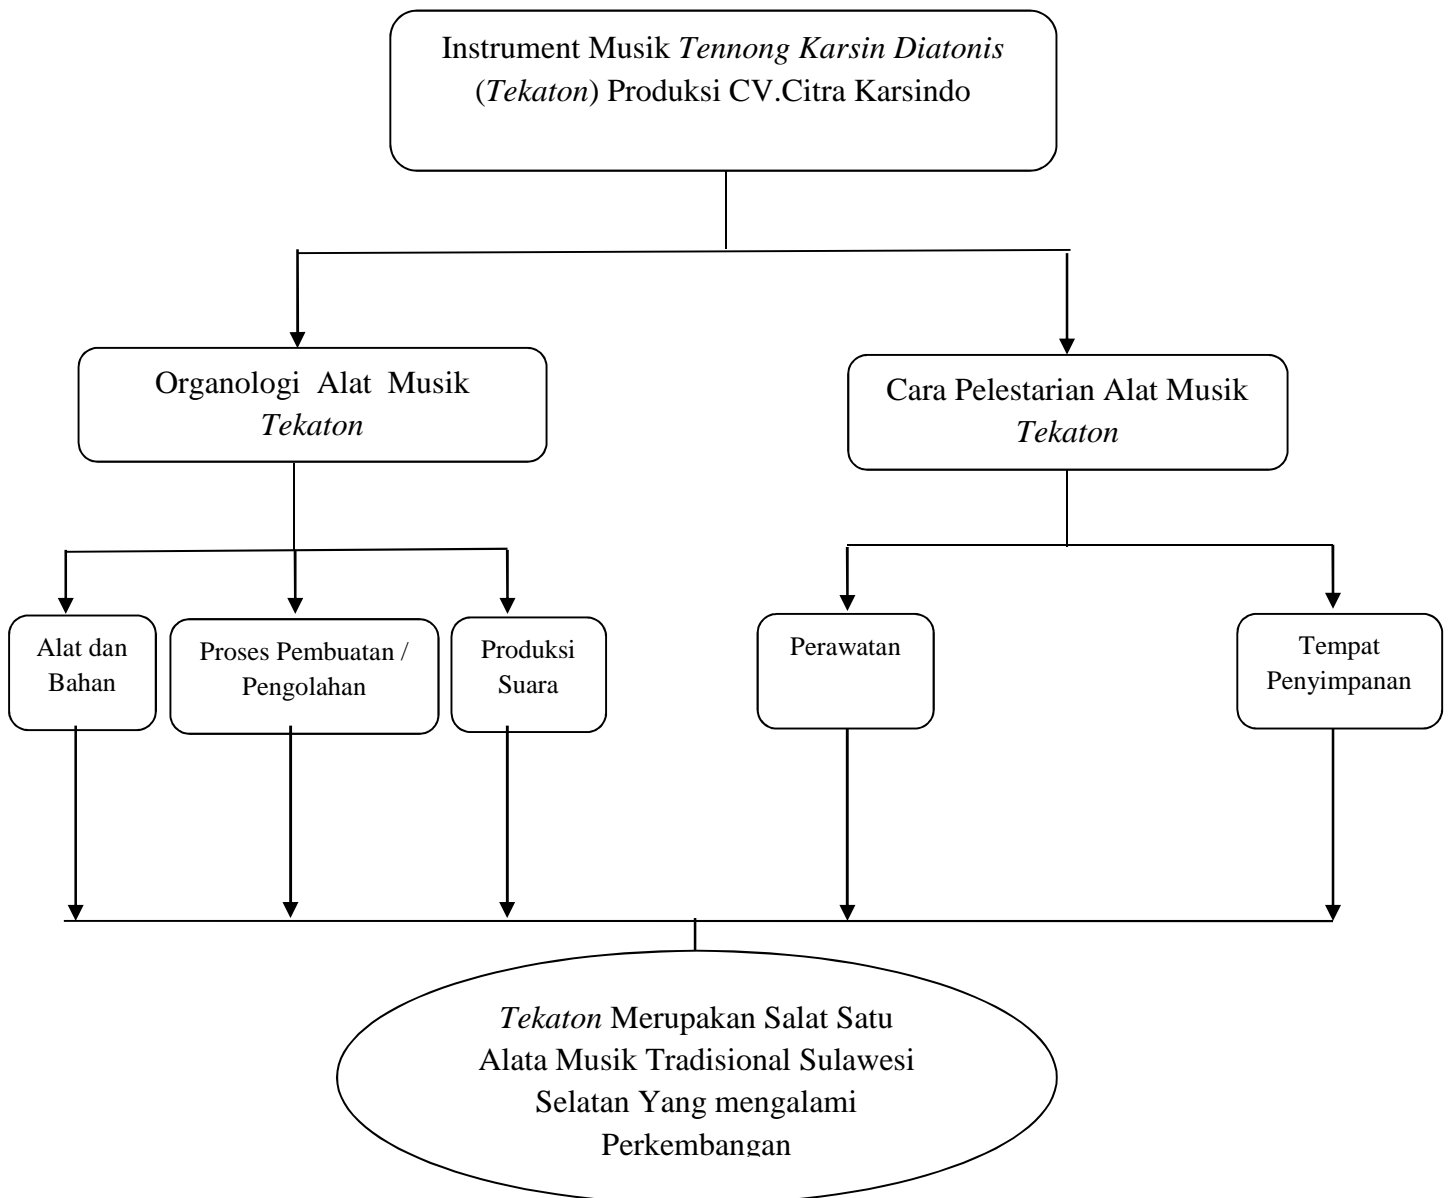 Instrument Musik Tennong Karsin Diatonis
(Tekaton) Produksi CV.Citra Karsindo
Organologi Alat Musik
Tekaton
Cara Pelestarian Alat Musik
Tekaton
Alat dan
Bahan
Proses Pembuatan /
Pengolahan
Produksi
Suara
Perawatan
Tempat
Penyimpanan
Tekaton Merupakan Salat Satu
Alata Musik Tradisional Sulawesi
Selatan Yang mengalami
Perkembangan